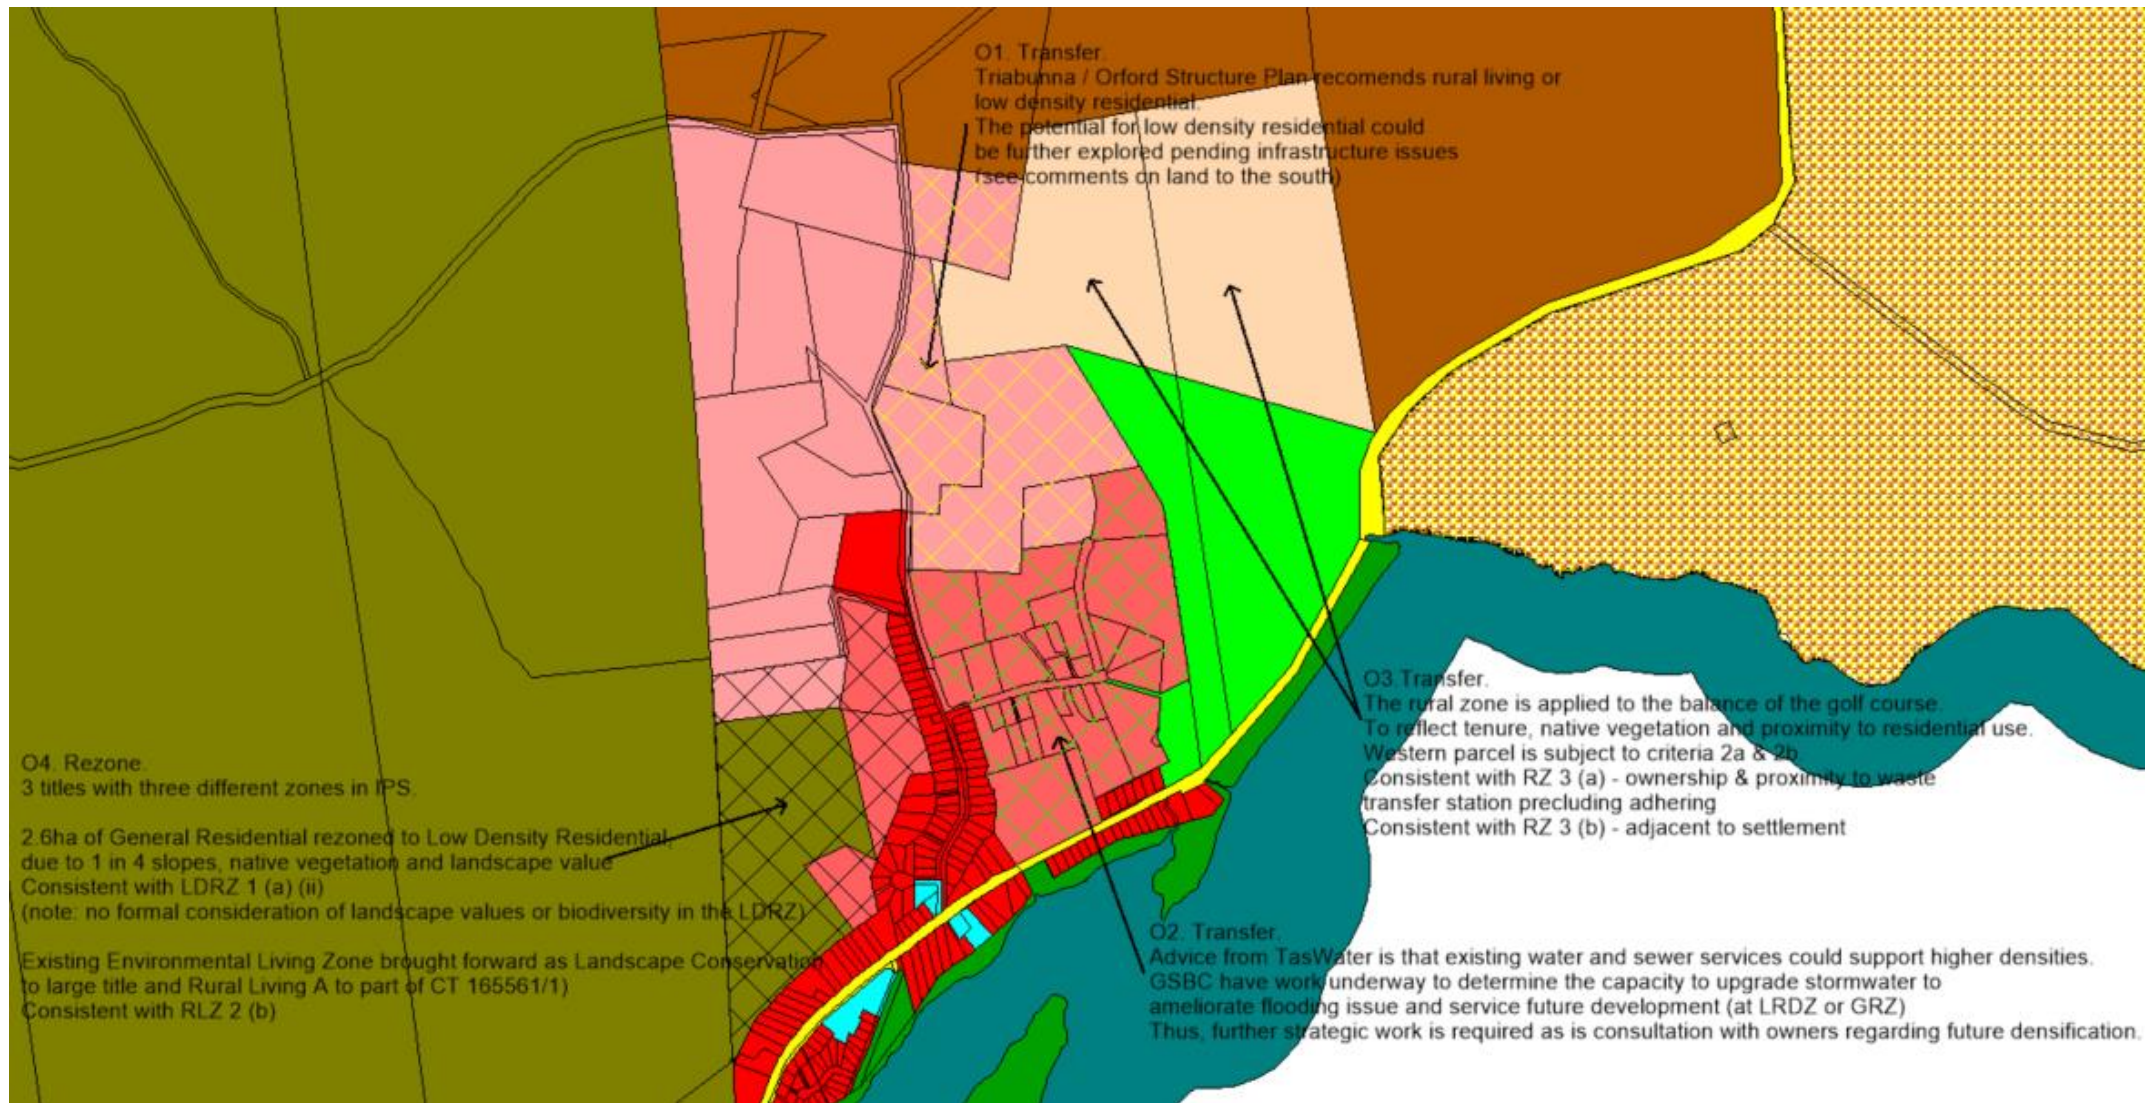 O1. Transfer.
Triabunna / Orford Structure Plan recomends rural living or
low density residential.
The potential for low density residential could
be further explored pending infrastructure issues
(see comments on land to the south)
O3.Transfer.
The rural zone is applied to the balance of the golf course.
To reflect tenure, native vegetation and proximity to residential use.
Western parcel is subject to criteria 2a & 2b
Consistent with RZ 3 (a) - ownership & proximity to waste
transfer station precluding adhering
Consistent with RZ 3 (b) - adjacent to settlement
O4. Rezone.
3 titles with three different zones in IPS.
2.6ha of General Residential rezoned to Low Density Residential,
due to 1 in 4 slopes, native vegetation and landscape value
Consistent with LDRZ 1 (a) (ii)
(note: no formal consideration of landscape values or biodiversity in the LDRZ)
Existing Environmental Living Zone brought forward as Landscape Conservation
to large title and Rural Living A to part of CT 165561/1)
Consistent with RLZ 2 (b)
O2. Transfer.
Advice from TasWater is that existing water and sewer services could support higher densities.
GSBC have work underway to determine the capacity to upgrade stormwater to
ameliorate flooding issue and service future development (at LRDZ or GRZ)
Thus, further strategic work is required as is consultation with owners regarding future densification.